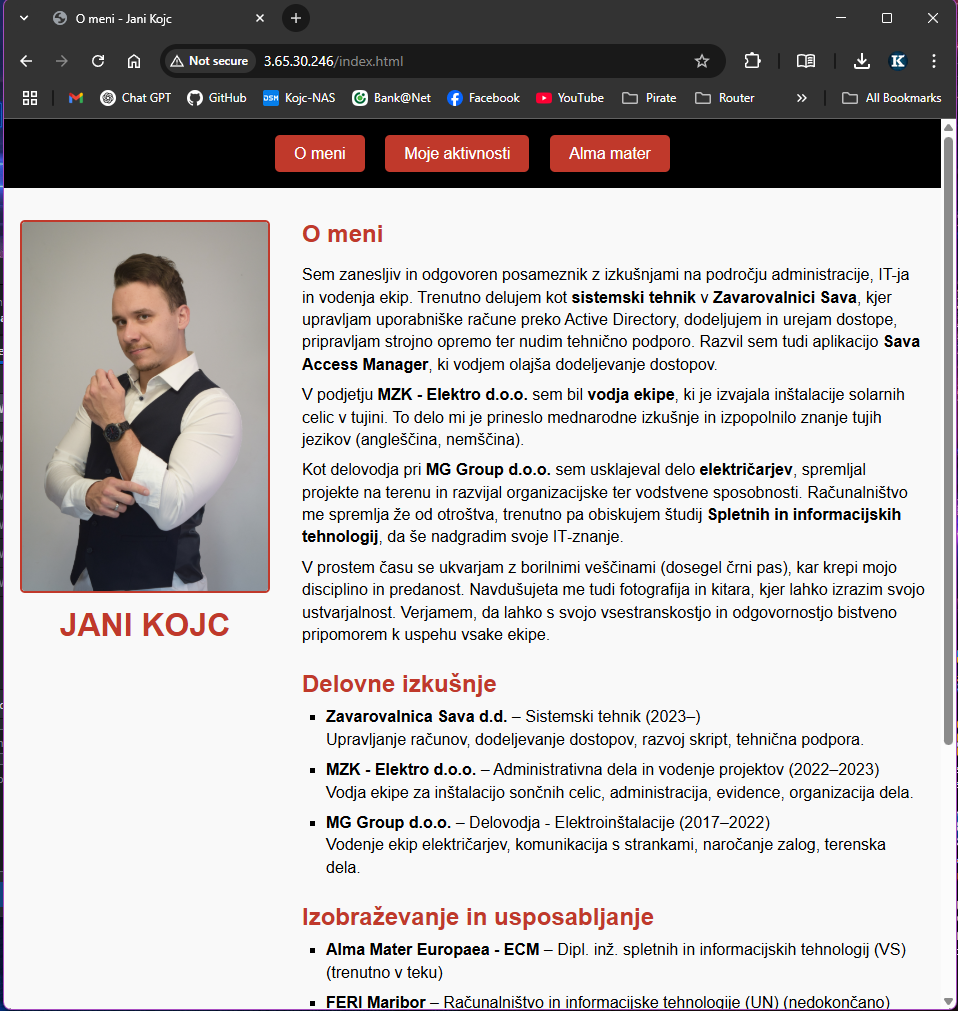 O meni - Jani Kojc
Not secure 3.65.30.246/index.html
Chat GPT GitHub DSM Kojc-NAS Bank@Net Facebook YouTube Pirate Router All Bookmarks
O meni Moje aktivnosti Alma mater
JANI KOJC
O meni
Sem zanesljiv in odgovoren posameznik z izkušnjami na področju administracije, IT-ja
in vodenja ekip. Trenutno delujem kot sistemski tehnik v Zavarovalnici Sava, kjer
upravljam uporabniške račune preko Active Directory, dodeljujem in urejam dostope,
pripravljam strojno opremo ter nudim tehnično podporo. Razvil sem tudi aplikacijo Sava
Access Manager, ki vodjem olajša dodeljevanje dostopov.
V podjetju MZK - Elektro d.o.o. sem bil vodja ekipe, ki je izvajala inštalacije solarnih
celic v tujini. To delo mi je prineslo mednarodne izkušnje in izpopolnilo znanje tujih
jezikov (angleščina, nemščina).
Kot delovodja pri MG Group d.o.o. sem usklajeval delo električarjev, spremljal
projekte na terenu in razvijal organizacijske ter vodstvene sposobnosti. Računalništvo
me spremlja že od otroštva, trenutno pa obiskujem študij Spletnih in informacijskih
tehnologij, da še nadgradim svoje IT-znanje.
V prostem času se ukvarjam z borilnimi veščinami (dosegel črni pas), kar krepi mojo
disciplino in predanost. Navdušujeta me tudi fotografija in kitara, kjer lahko izrazim svojo
ustvarjalnost. Verjamem, da lahko s svojo vsestranskostjo in odgovornostjo bistveno
pripomorem k uspehu vsake ekipe.
Delovne izkušnje
Zavarovalnica Sava d.d. – Sistemski tehnik (2023–)
Upravljanje računov, dodeljevanje dostopov, razvoj skript, tehnična podpora.
MZK - Elektro d.o.o. – Administrativna dela in vodenje projektov (2022–2023)
Vodja ekipe za inštalacijo sončnih celic, administracija, evidence, organizacija dela.
MG Group d.o.o. – Delovodja - Elektroinštalacije (2017–2022)
Vodenje ekip električarjev, komunikacija s strankami, naročanje zalog, terenska
dela.
Izobraževanje in usposabljanje
Alma Mater Europaea - ECM – Dipl. inž. spletnih in informacijskih tehnologij (VS)
(trenutno v teku)
FERI Maribor – Računalništvo in informacijske tehnologije (UN) (nedokončano)